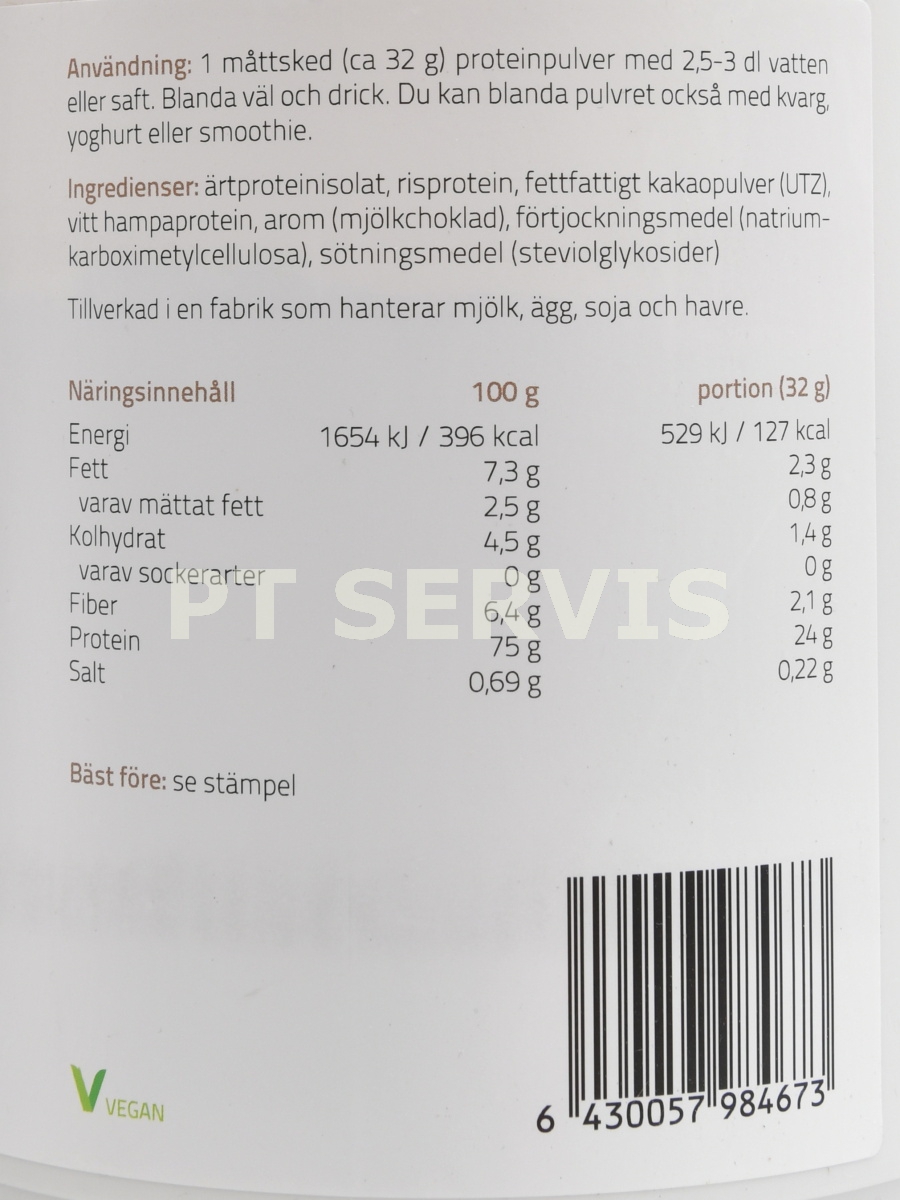 Användning: 1 måttsked (ca 32 g) proteinpulver med 2,5-3 dl vatten
eller saft. Blanda väl och drick. Du kan blanda pulvret också med kvarg,
yoghurt eller smoothie.
Ingredienser: ärtproteinisolat, risprotein, fettfattigt kakaopulver (UTZ),
vitt hampaprotein, arom (mjölkchoklad), förtjockningsmedel (natrium-
karboximetylcellulosa), sötningsmedel (steviolglykosider)
Tillverkad i en fabrik som hanterar mjölk, ägg, soja och havre.
Näringsinnehåll 100 g portion (32 g)
Energi 1654 kJ / 396 kcal 529 kJ / 127 kcal
Fett 7,3 g 2,3 g
varav mättat fett 2,5 g 0,8 g
Kolhydrat 4,5 g 1,4 g
varav sockerarter 0 g 0 g
PT SERVIS
Fiber 6,4 g 2,1 g
Protein 75 g 24 g
Salt 0,69 g 0,22 g
Bäst före: se stämpel
VEGAN
6 430057 984673